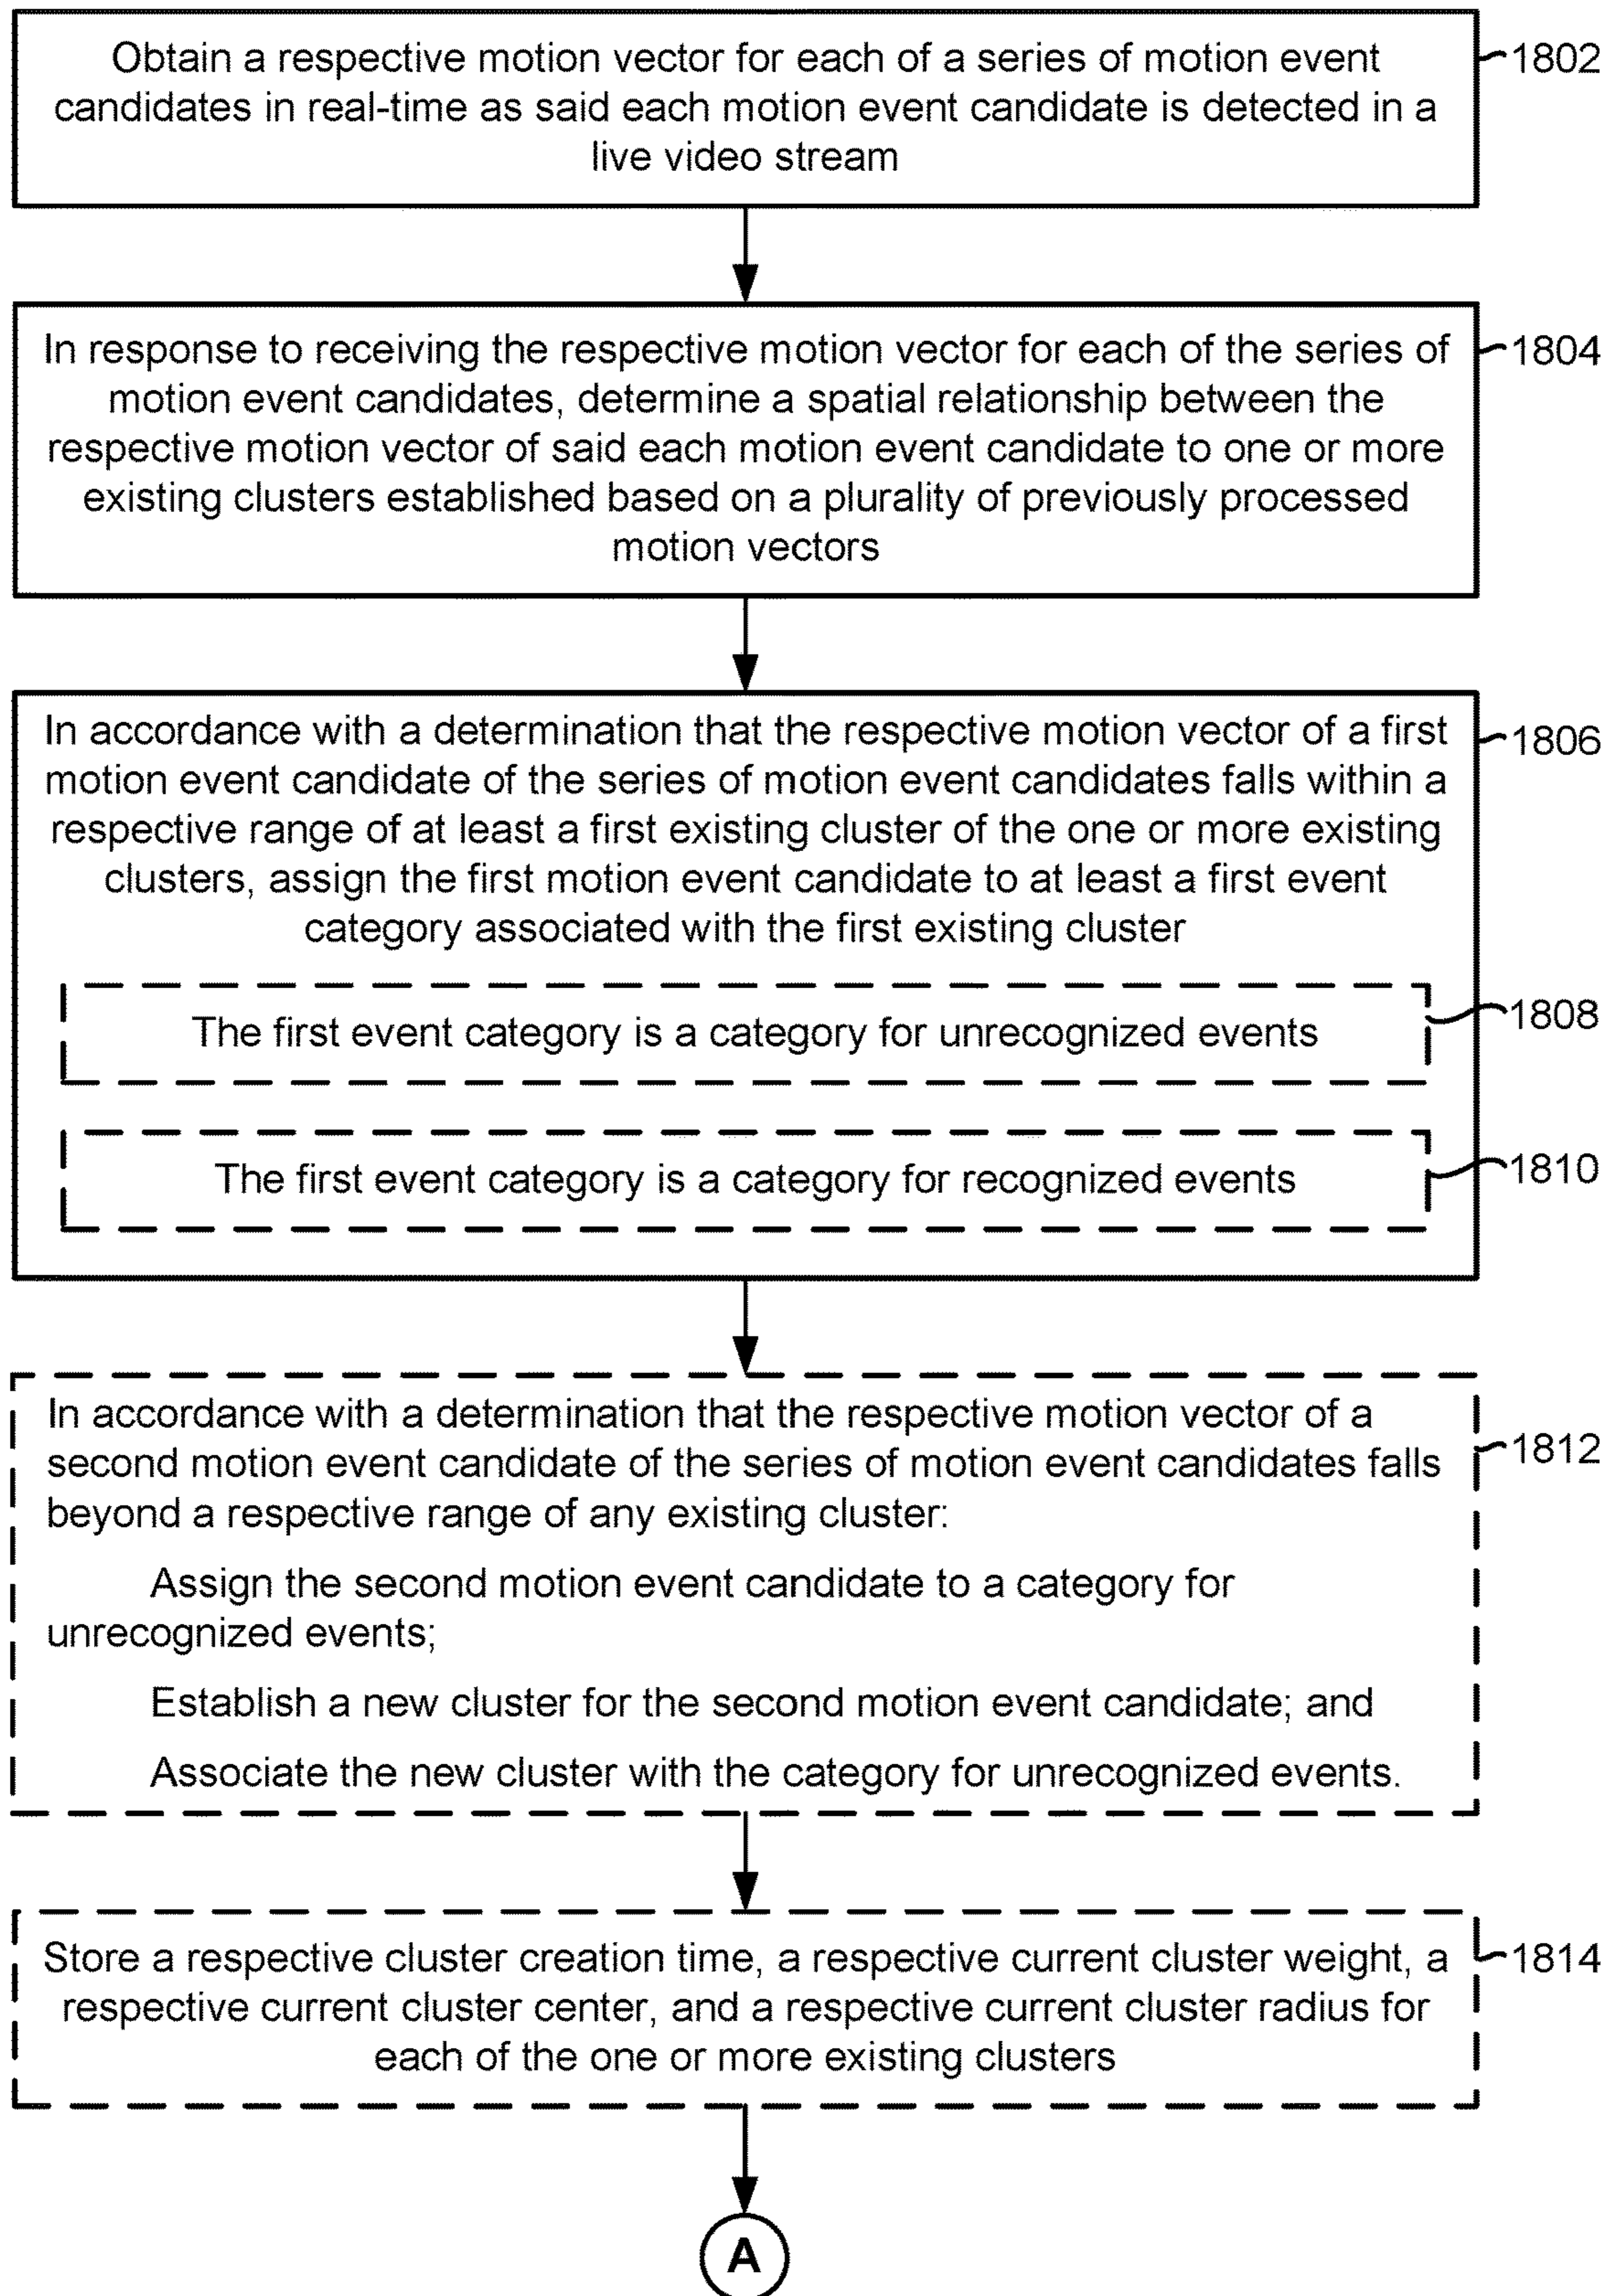 Obtain a respective motion vector for each of a series of motion event
candidates in real-time as said each motion event candidate is detected in a
live video stream
1802
In response to receiving the respective motion vector for each of the series of
motion event candidates, determine a spatial relationship between the
respective motion vector of said each motion event candidate to one or more
existing clusters established based on a plurality of previously processed
motion vectors
1804
In accordance with a determination that the respective motion vector of a first
motion event candidate of the series of motion event candidates falls within a
respective range of at least a first existing cluster of the one or more existing
clusters, assign the first motion event candidate to at least a first event
category associated with the first existing cluster
1806
The first event category is a category for unrecognized events
1808
The first event category is a category for recognized events
1810
In accordance with a determination that the respective motion vector of a
second motion event candidate of the series of motion event candidates falls
beyond a respective range of any existing cluster:
Assign the second motion event candidate to a category for
unrecognized events;
Establish a new cluster for the second motion event candidate; and
Associate the new cluster with the category for unrecognized events.
1812
Store a respective cluster creation time, a respective current cluster weight, a
respective current cluster center, and a respective current cluster radius for
each of the one or more existing clusters
1814
A